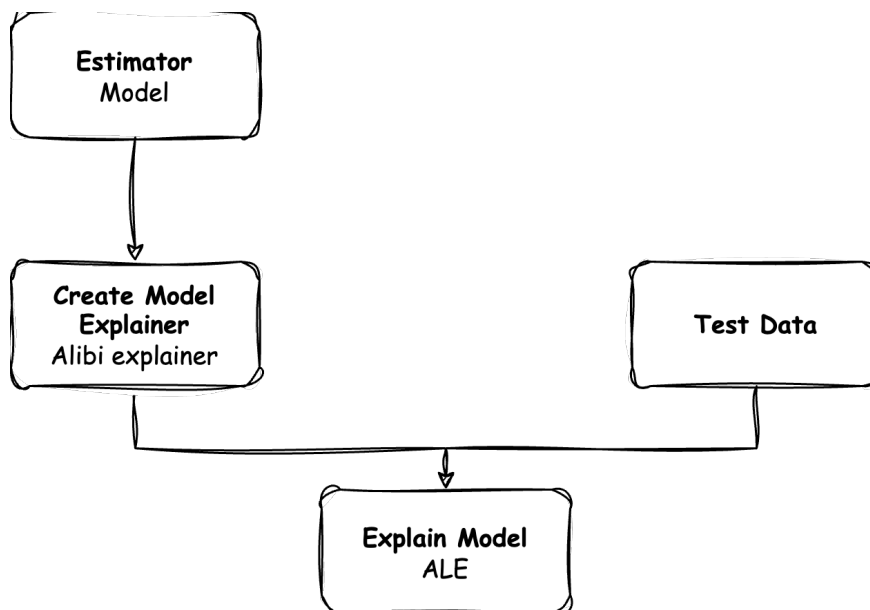 Estimator
Model
Create Model
Explainer
Alibi explainer
Test Data
Explain Model
ALE